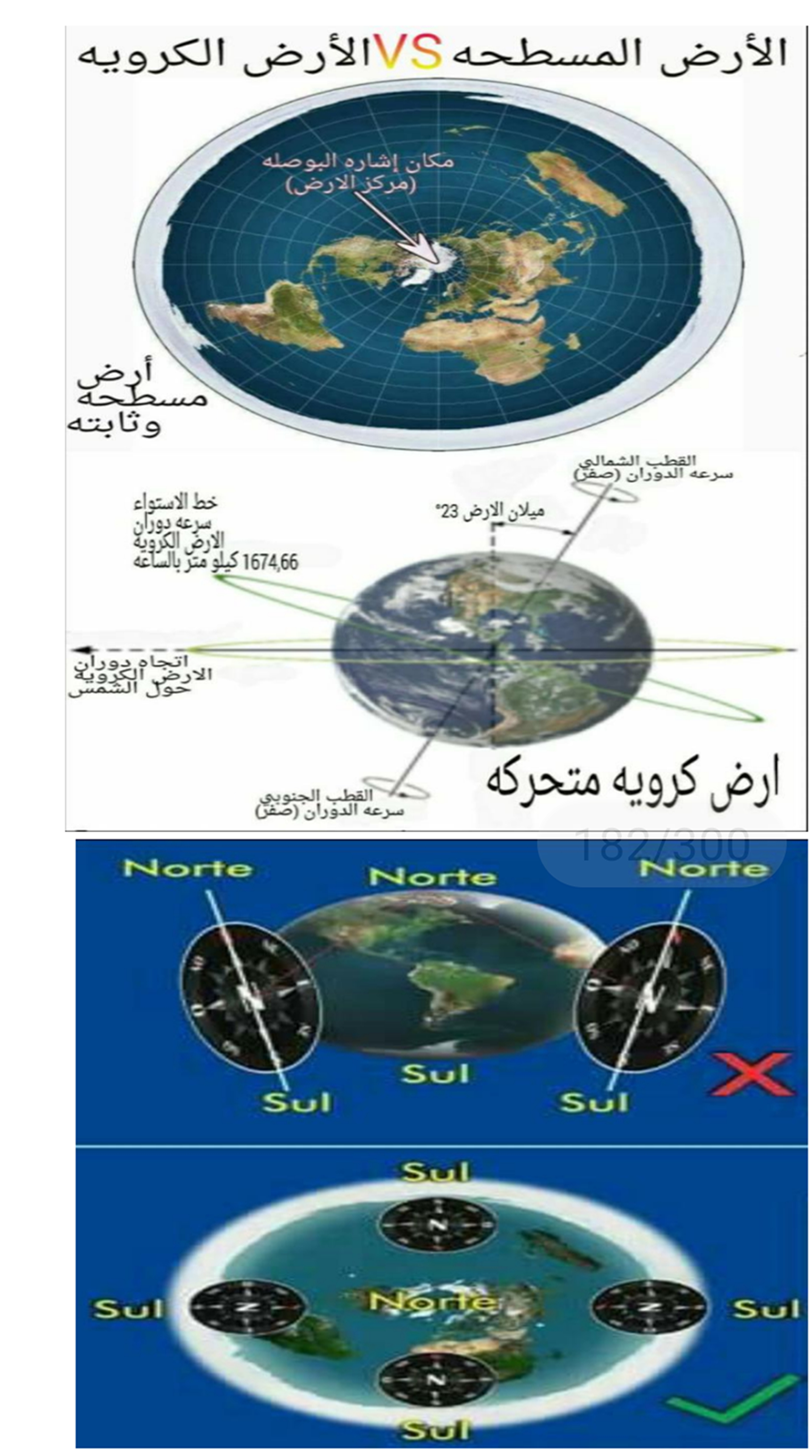 الأرض المسطحه VS الأرض الكرويه
مكان إشاره البوصله
(مركز الارض)
أرض
مسطحه
وثابته
القطب الشمالي
سرعه الدوران (صفر)
ميلان الارض 23°
خط الاستواء
سرعه دوران
الارض الكرويه
1674,66 كيلو متر بالساعه
اتجاه دوران
الارض الكرويه
حول الشمس
ارض كرويه متحركه
القطب الجنوبي
سرعه الدوران (صفر)
182/300
Norte
Norte
Norte
N
N
Sul
Sul
Sul
Sul
N
Sul
N
Norte
N
Sul
N
Sul